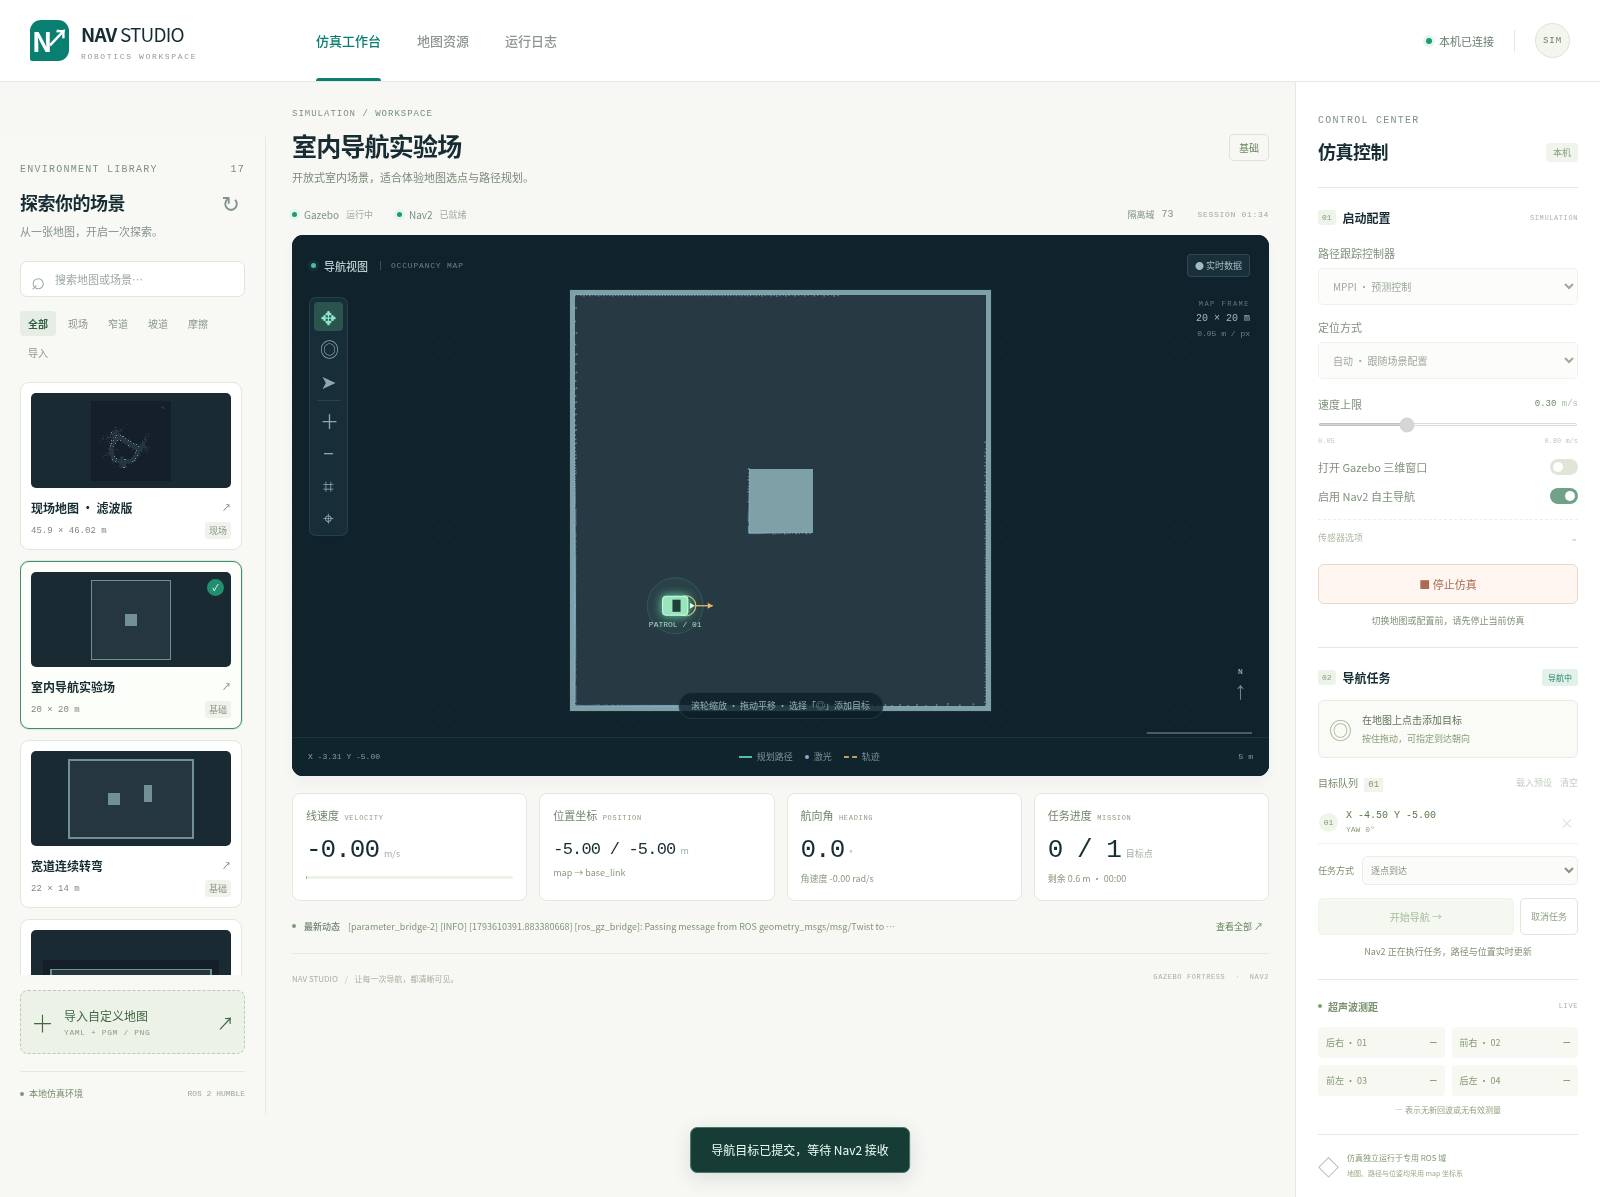 NAV STUDIO
ROBOTICS WORKSPACE
仿真工作台
地图资源
运行日志
本机已连接
SIM
ENVIRONMENT LIBRARY 17
探索你的场景
从一张地图，开启一次探索。
搜索地图或场景…
全部 现场 窄道 坡道 摩擦
导入
现场地图 · 滤波版
45.9 × 46.02 m 现场
室内导航实验场
20 × 20 m 基础
宽道连续转弯
22 × 14 m 基础
导入自定义地图
YAML + PGM / PNG
本地仿真环境 ROS 2 HUMBLE
SIMULATION / WORKSPACE
室内导航实验场
基础
开放式室内场景，适合体验地图选点与路径规划。
Gazebo 运行中 Nav2 已就绪
隔离域 73 SESSION 01:34
导航视图 OCCUPANCY MAP
实时数据
MAP FRAME
20 × 20 m
0.05 m / px
PATROL / 01
N
滚轮缩放 · 拖动平移 · 选择「◎」添加目标
X -3.31 Y -5.00
规划路径 激光 轨迹
5 m
线速度 VELOCITY
-0.00 m/s
位置坐标 POSITION
-5.00 / -5.00 m
map → base_link
航向角 HEADING
0.0 °
角速度 -0.00 rad/s
任务进度 MISSION
0 / 1 目标点
剩余 0.6 m · 00:00
最新动态 [parameter_bridge-2] [INFO] [1793610391.883380668] [ros_gz_bridge]: Passing message from ROS geometry_msgs/msg/Twist to …
查看全部 ↗
NAV STUDIO / 让每一次导航，都清晰可见。
GAZEBO FORTRESS · NAV2
导航目标已提交，等待 Nav2 接收
CONTROL CENTER
仿真控制 本机
01 启动配置 SIMULATION
路径跟踪控制器
MPPI · 预测控制
定位方式
自动 · 跟随场景配置
速度上限 0.30 m/s
0.05 0.80 m/s
打开 Gazebo 三维窗口
启用 Nav2 自主导航
传感器选项
停止仿真
切换地图或配置前，请先停止当前仿真
02 导航任务 导航中
在地图上点击添加目标
按住拖动，可指定到达朝向
目标队列 01 载入预设 清空
01 X -4.50 Y -5.00
YAW 0°
任务方式 逐点到达
开始导航 → 取消任务
Nav2 正在执行任务，路径与位置实时更新
超声波测距 LIVE
后右 · 01 —
前右 · 02 —
前左 · 03 —
后左 · 04 —
— 表示无新回波或无有效测量
仿真独立运行于专用 ROS 域
地图、路径与位姿均采用 map 坐标系